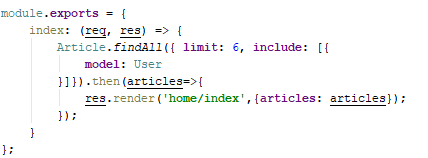 module.exports = {
    index: (req, res) => {
        Article.findAll({ limit: 6, include: [{
            model: User
        }]}).then(articles=>{
            res.render('home/index',{articles: articles});
        });
    }
};